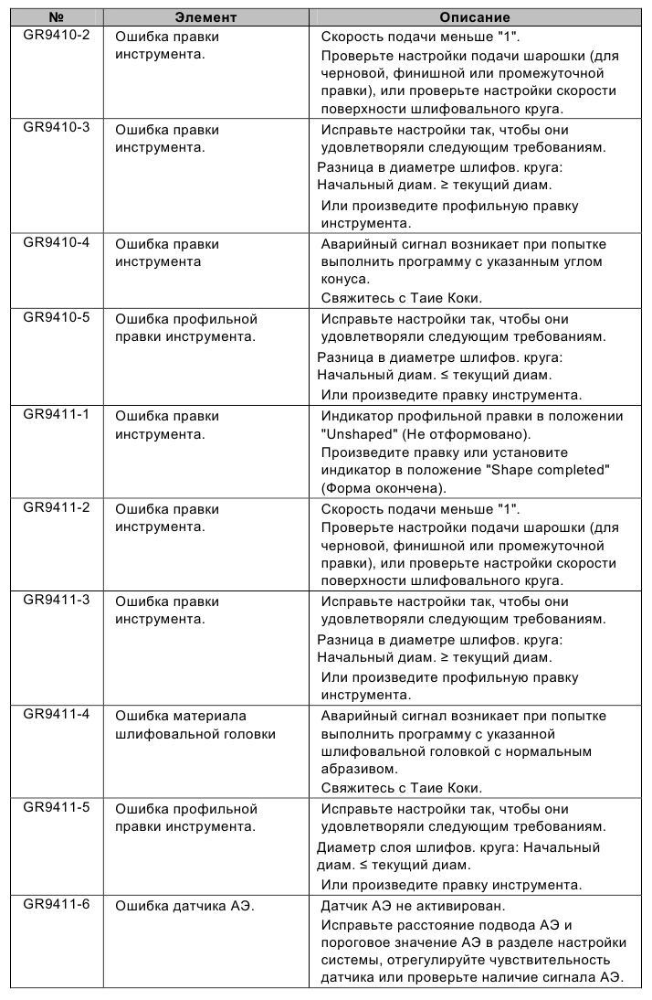 № Элемент Описание
GR9410-2 Ошибка правки Скорость подачи меньше "1".
инструмента. Проверьте настройки подачи шарошки (для
черновой, финишной или промежуточной
правки), или проверьте настройки скорости
поверхности шлифовального круга.
GR9410-3 Ошибка правки Исправьте настройки так, чтобы они
инструмента. удовлетворяли следующим требованиям.
Разница в диаметре шлифов. круга:
Начальный диам. ≥ текущий диам.
Или произведите профильную правку
инструмента.
GR9410-4 Ошибка правки Аварийный сигнал возникает при попытке
инструмента выполнить программу с указанным углом
конуса.
Свяжитесь с Таие Коки.
GR9410-5 Ошибка профильной Исправьте настройки так, чтобы они
правки инструмента. удовлетворяли следующим требованиям.
Разница в диаметре шлифов. круга:
Начальный диам. ≤ текущий диам.
Или произведите правку инструмента.
GR9411-1 Ошибка правки Индикатор профильной правки в положении
инструмента. "Unshaped" (Не отформовано).
Произведите правку или установите
индикатор в положение "Shape completed"
(Форма окончена).
GR9411-2 Ошибка правки Скорость подачи меньше "1".
инструмента. Проверьте настройки подачи шарошки (для
черновой, финишной или промежуточной
правки), или проверьте настройки скорости
поверхности шлифовального круга.
GR9411-3 Ошибка правки Исправьте настройки так, чтобы они
инструмента. удовлетворяли следующим требованиям.
Разница в диаметре шлифов. круга:
Начальный диам. ≥ текущий диам.
Или произведите профильную правку
инструмента.
GR9411-4 Ошибка материала Аварийный сигнал возникает при попытке
шлифовальной головки выполнить программу с указанной
шлифовальной головкой с нормальным
абразивом.
Свяжитесь с Таие Коки.
GR9411-5 Ошибка профильной Исправьте настройки так, чтобы они
правки инструмента. удовлетворяли следующим требованиям.
Диаметр слоя шлифов. круга: Начальный
диам. ≤ текущий диам.
Или произведите правку инструмента.
GR9411-6 Ошибка датчика АЭ. Датчик АЭ не активирован.
Исправьте расстояние подвода АЭ и
пороговое значение АЭ в разделе настройки
системы, отрегулируйте чувствительность
датчика или проверьте наличие сигнала АЭ.